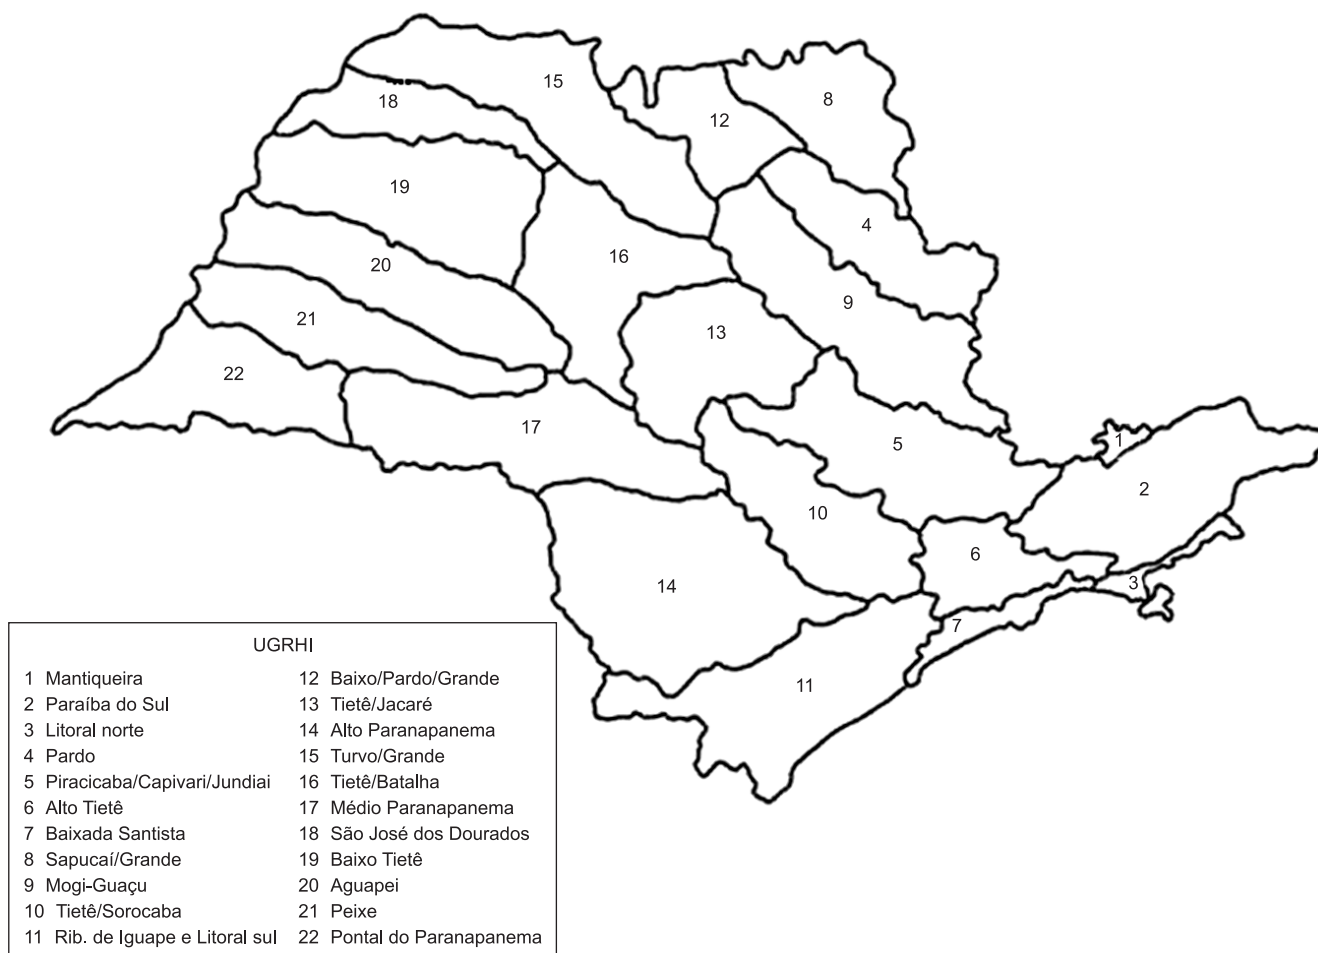 15
18
8
12
19
4
20
16
9
21
13
22
17
5
1
2
10
6
14
3
7
11
UGRHI
1 Mantiqueira
2 Paraíba do Sul
3 Litoral norte
4 Pardo
5 Piracicaba/Capivari/Jundiai
6 Alto Tietê
7 Baixada Santista
8 Sapucaí/Grande
9 Mogi-Guaçu
10 Tietê/Sorocaba
11 Rib. de Iguape e Litoral sul
12 Baixo/Pardo/Grande
13 Tietê/Jacaré
14 Alto Paranapanema
15 Turvo/Grande
16 Tietê/Batalha
17 Médio Paranapanema
18 São José dos Dourados
19 Baixo Tietê
20 Aguapei
21 Peixe
22 Pontal do Paranapanema